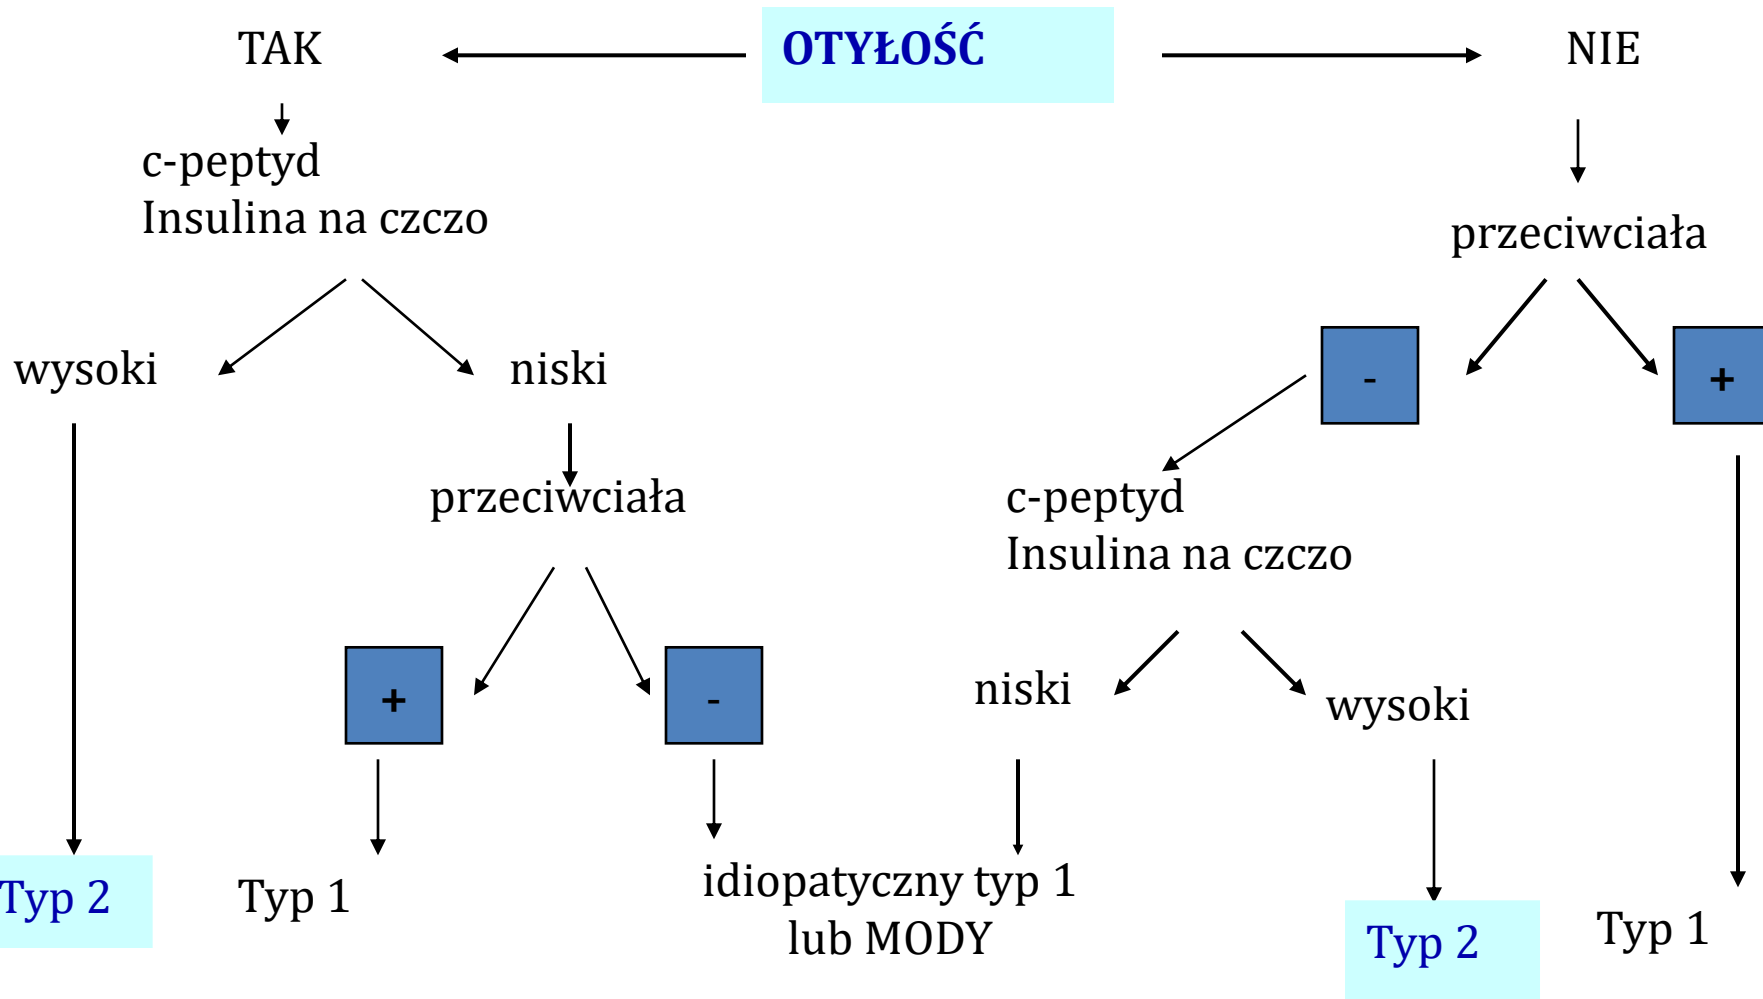 TAK
OTYŁOŚĆ
NIE
c-peptyd
Insulina na czczo
przeciwciała
wysoki
niski
-
+
przeciwciała
c-peptyd
Insulina na czczo
+
-
niski
wysoki
Typ 2
Typ 1
idiopatyczny typ 1
lub MODY
Typ 2
Typ 1